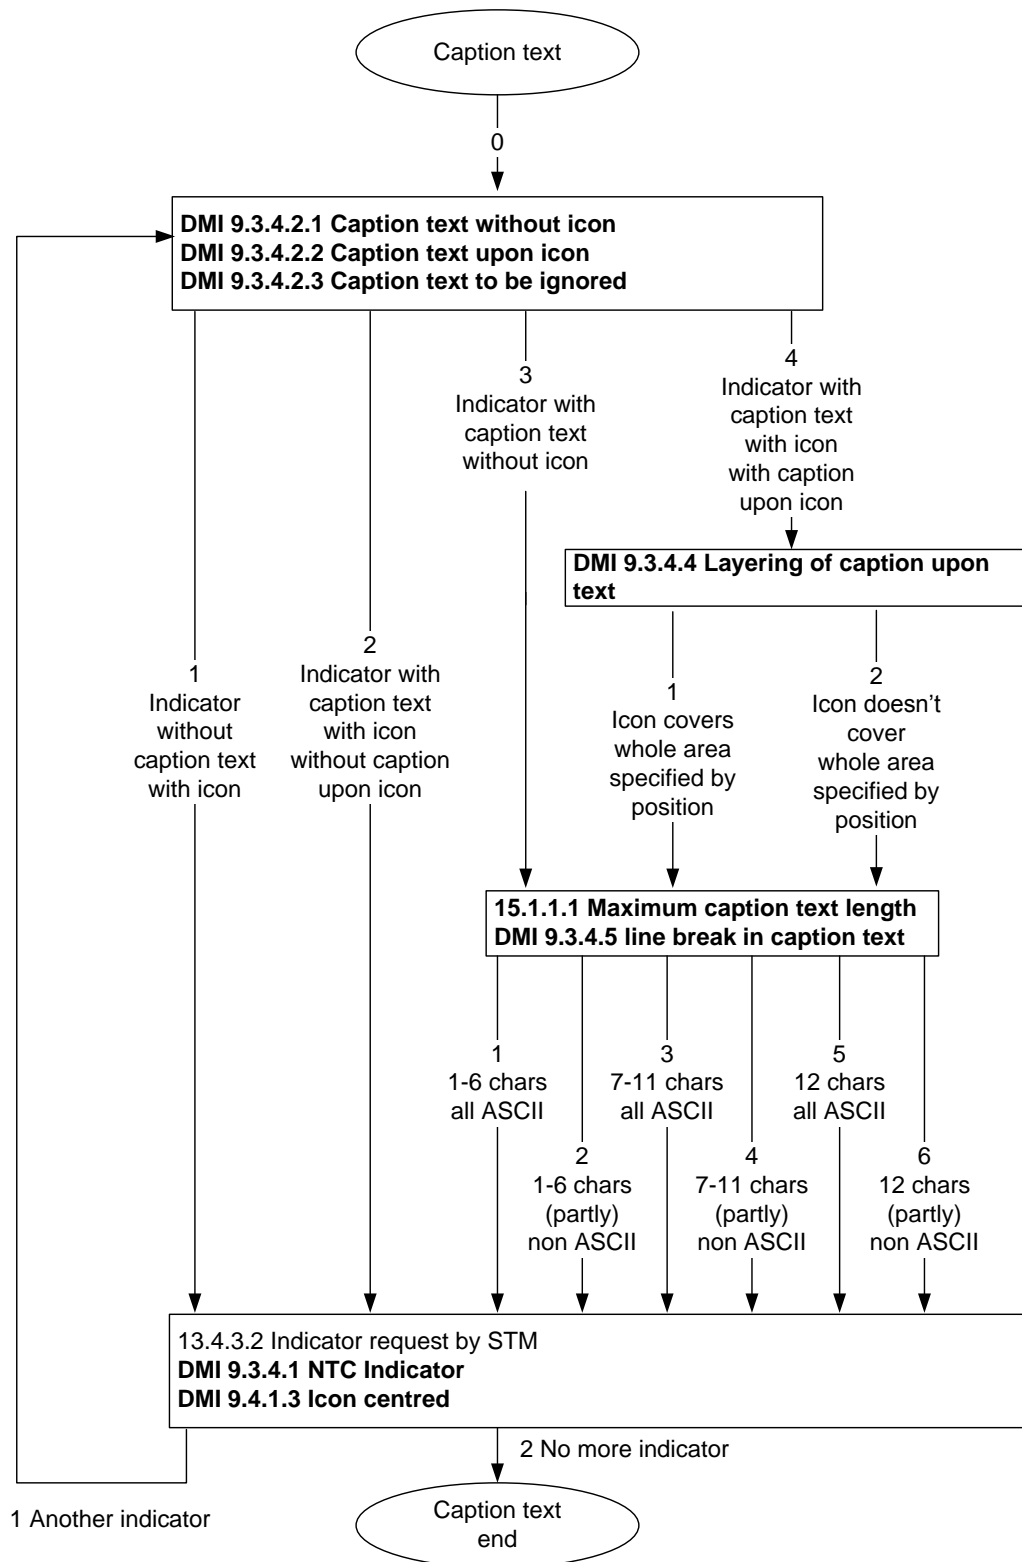 Caption text
0
DMI 9.3.4.2.1 Caption text without icon
DMI 9.3.4.2.2 Caption text upon icon
DMI 9.3.4.2.3 Caption text to be ignored
1
Indicator
without
caption text
with icon
2
Indicator with
caption text
with icon
without caption
upon icon
3
Indicator with
caption text
without icon
4
Indicator with
caption text
with icon
with caption
upon icon
DMI 9.3.4.4 Layering of caption upon
text
1
Icon covers
whole area
specified by
position
2
Icon doesn't
cover
whole area
specified by
position
15.1.1.1 Maximum caption text length
DMI 9.3.4.5 line break in caption text
1
1-6 chars
all ASCII
2
1-6 chars
(partly)
non ASCII
3
7-11 chars
all ASCII
4
7-11 chars
(partly)
non ASCII
5
12 chars
all ASCII
6
12 chars
(partly)
non ASCII
13.4.3.2 Indicator request by STM
DMI 9.3.4.1 NTC Indicator
DMI 9.4.1.3 Icon centred
2 No more indicator
1 Another indicator
Caption text
end